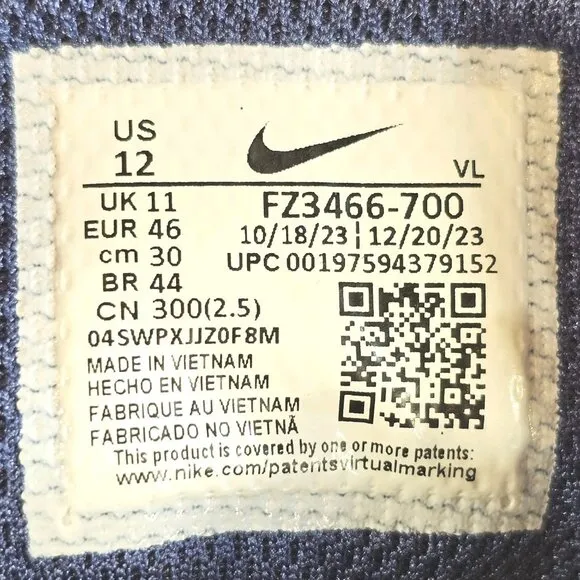 US
12
VL
UK 11
EUR 46
cm 30
BR 44
CN 300(2.5)
FZ3466-700
10/18/23 | 12/20/23
UPC 00197594379152
04SWPXJJZ0F8M
MADE IN VIETNAM
HECHO EN VIETNAM
FABRIQUE AU VIETNAM
FABRICADO NO VIETNÃ
This product is covered by one or more patents:
www.nike.com/patentsvirtualmarking